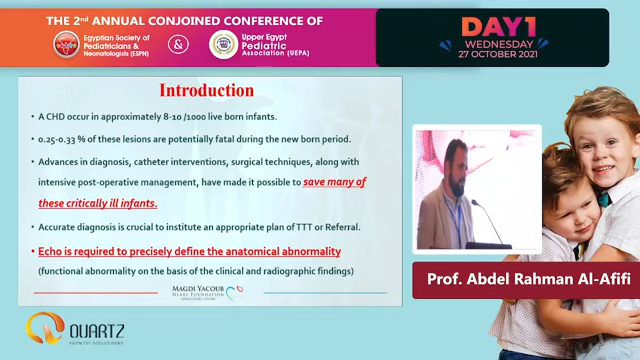 THE 2nd ANNUAL CONJOINED CONFERENCE OF
Egyptian Society of
Pediatricians &
Neonatologists (ESPN)
&
Upper Egypt
Pediatric
Association (UEPA)
DAY1
WEDNESDAY
27 OCTOBER 2021
Introduction
• A CHD occur in approximately 8-10 /1000 live born infants.
• 0.25-0.33 % of these lesions are potentially fatal during the new born period.
• Advances in diagnosis, catheter interventions, surgical techniques, along with
intensive post-operative management, have made it possible to save many of
these critically ill infants.
• Accurate diagnosis is crucial to institute an appropriate plan of TTT or Referral.
• Echo is required to precisely define the anatomical abnormality
(functional abnormality on the basis of the clinical and radiographic findings)
MAGDI YACOUB
HEART FOUNDATION
Prof. Abdel Rahman Al-Afifi
QUARTZ